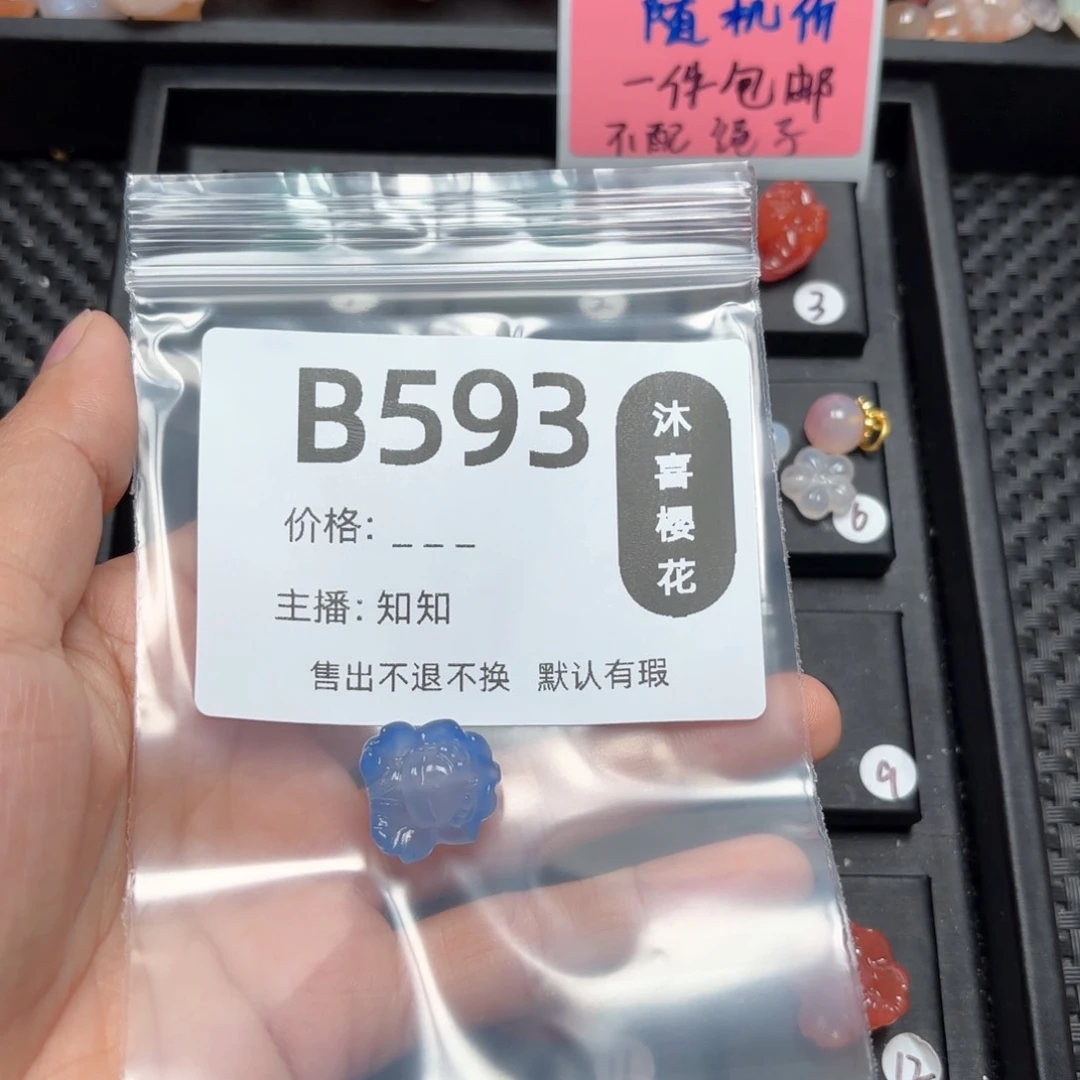 随机价
一件包邮
不配绳子
3
B593
沐喜樱花
价格: _ _ _
6
主播: 知知
售出不退不换 默认有瑕
9
12